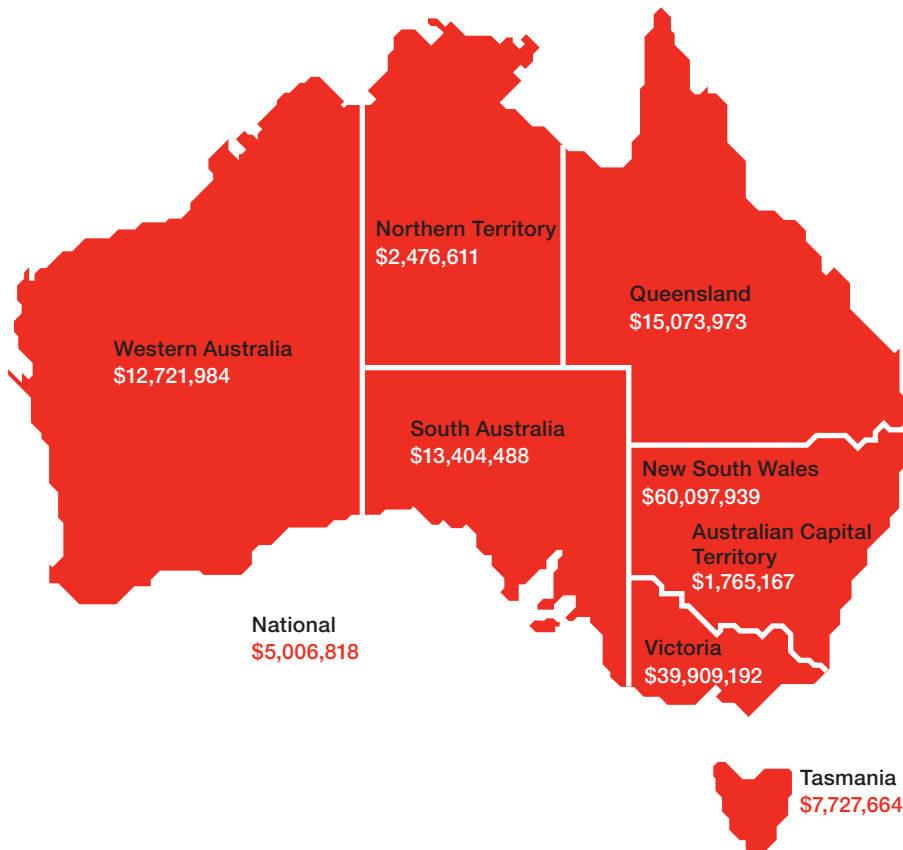 Northern Territory
$2,476,611
Queensland
$15,073,973
Western Australia
$12,721,984
South Australia
$13,404,488
New South Wales
$60,097,939
Australian Capital
Territory
$1,765,167
National
$5,006,818
Victoria
$39,909,192
Tasmania
$7,727,664